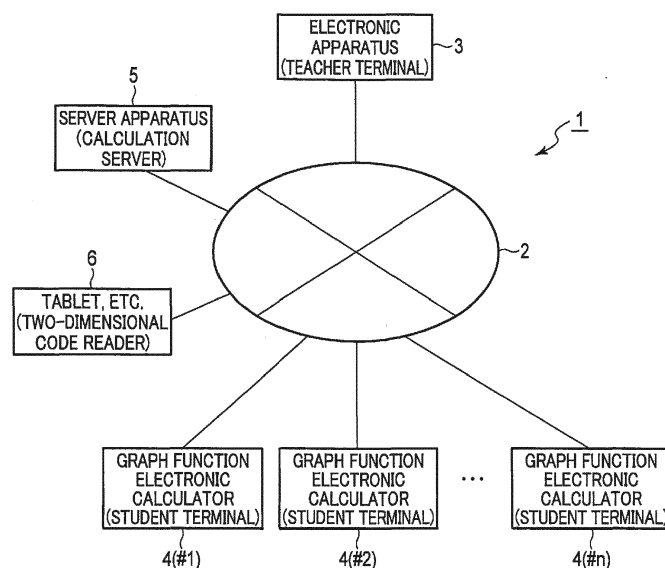 ELECTRONIC
APPARATUS
(TEACHER TERMINAL)
3
5
SERVER APPARATUS
(CALCULATION
SERVER)
1
2
6
TABLET, ETC.
(TWO-DIMENSIONAL
CODE READER)
GRAPH FUNCTION
ELECTRONIC
CALCULATOR
(STUDENT TERMINAL)
4(#1)
GRAPH FUNCTION
ELECTRONIC
CALCULATOR
(STUDENT TERMINAL)
4(#2)
...
GRAPH FUNCTION
ELECTRONIC
CALCULATOR
(STUDENT TERMINAL)
4(#n)